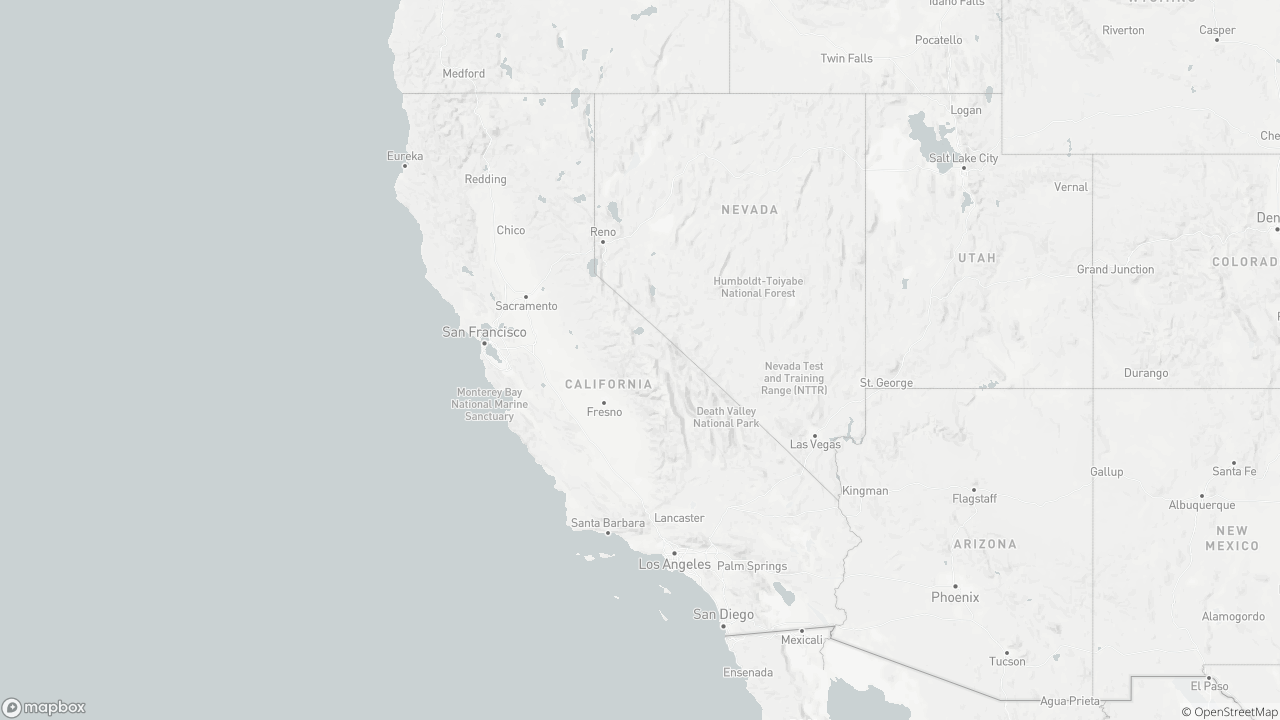 Idaho Falls
WYOMING
Riverton
Casper
Pocatello
Twin Falls
Medford
Logan
Che
Eureka
Salt Lake City
Redding
Vernal
NEVADA
Den
Chico
Reno
UTAH
COLORAD
Grand Junction
Humboldt-Toiyabe
National Forest
Sacramento
San Francisco
Nevada Test
and Training
Range (NTTR)
Durango
St. George
CALIFORNIA
Monterey Bay
National Marine
Sanctuary
Fresno
Death Valley
National Park
Las Vegas
Gallup
Santa Fe
Kingman
Flagstaff
Albuquerque
Santa Barbara
Lancaster
NEW
MEXICO
ARIZONA
Los Angeles
Palm Springs
Phoenix
San Diego
Alamogordo
Mexicali
Tucson
Ensenada
El Paso
Agua Prieta
mapbox
© OpenStreetMap